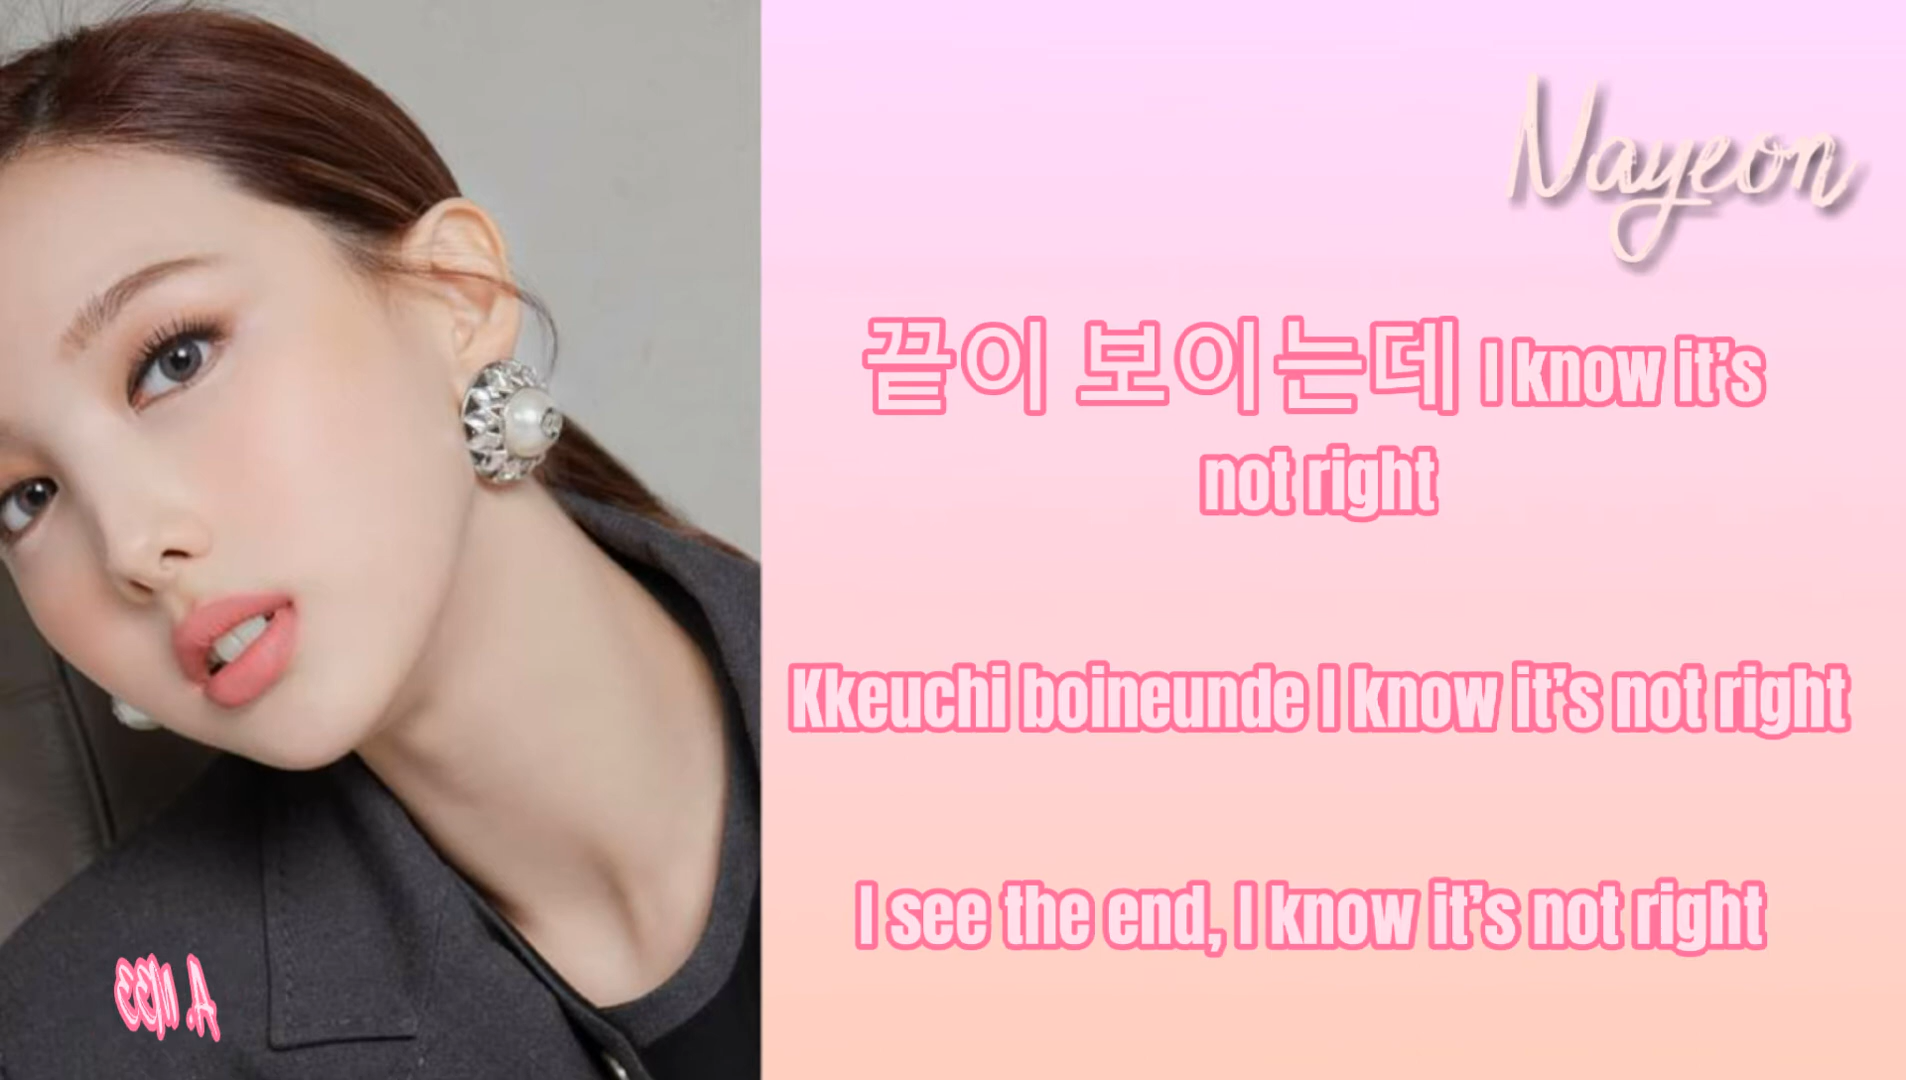 Nayeon
끝이 보이는데 I know it's
not right
Kkeuchi boineunde I know it's not right
I see the end, I know it's not right